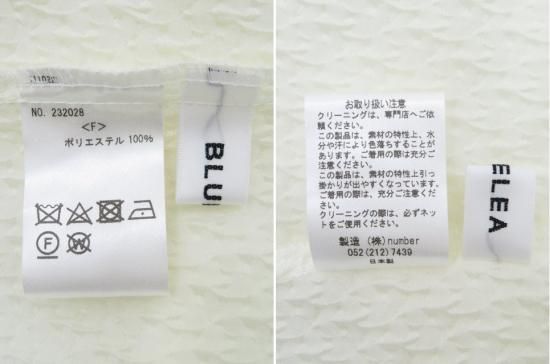 NO. 232028
<F>
ポリエステル 100%
BLU
お取り扱い注意
クリーニングは、専門店へご依
頼ください。
この製品は、素材の特性上、水
分や汗により色落ちすることが
あります。ご着用の際は充分ご
注意ください。
この製品は、素材の特性上引っ
掛かりが出やすくなっています。
ご着用の際は、充分ご注意くだ
さい。
クリーニングの際は、必ずネッ
トをご使用ください。
製造 (株)number
052(212)7439
日本製
ELEA